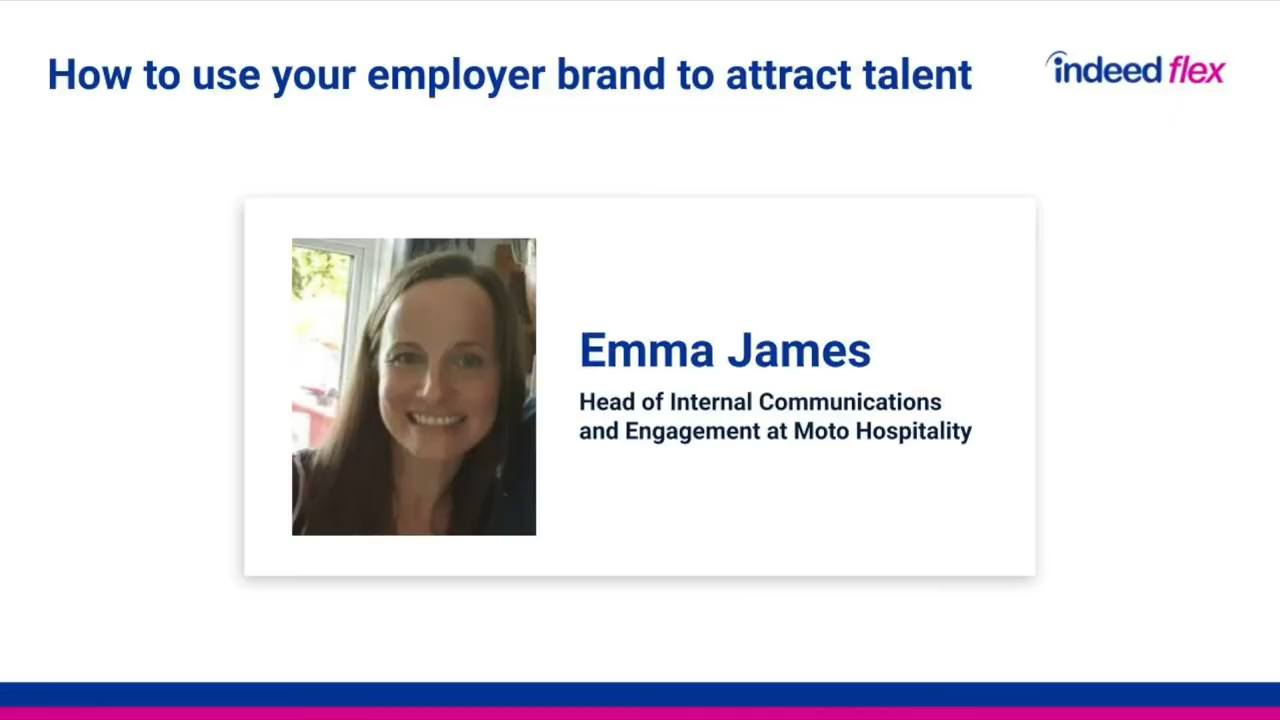 How to use your employer brand to attract talent
indeed flex
Emma James
Head of Internal Communications
and Engagement at Moto Hospitality